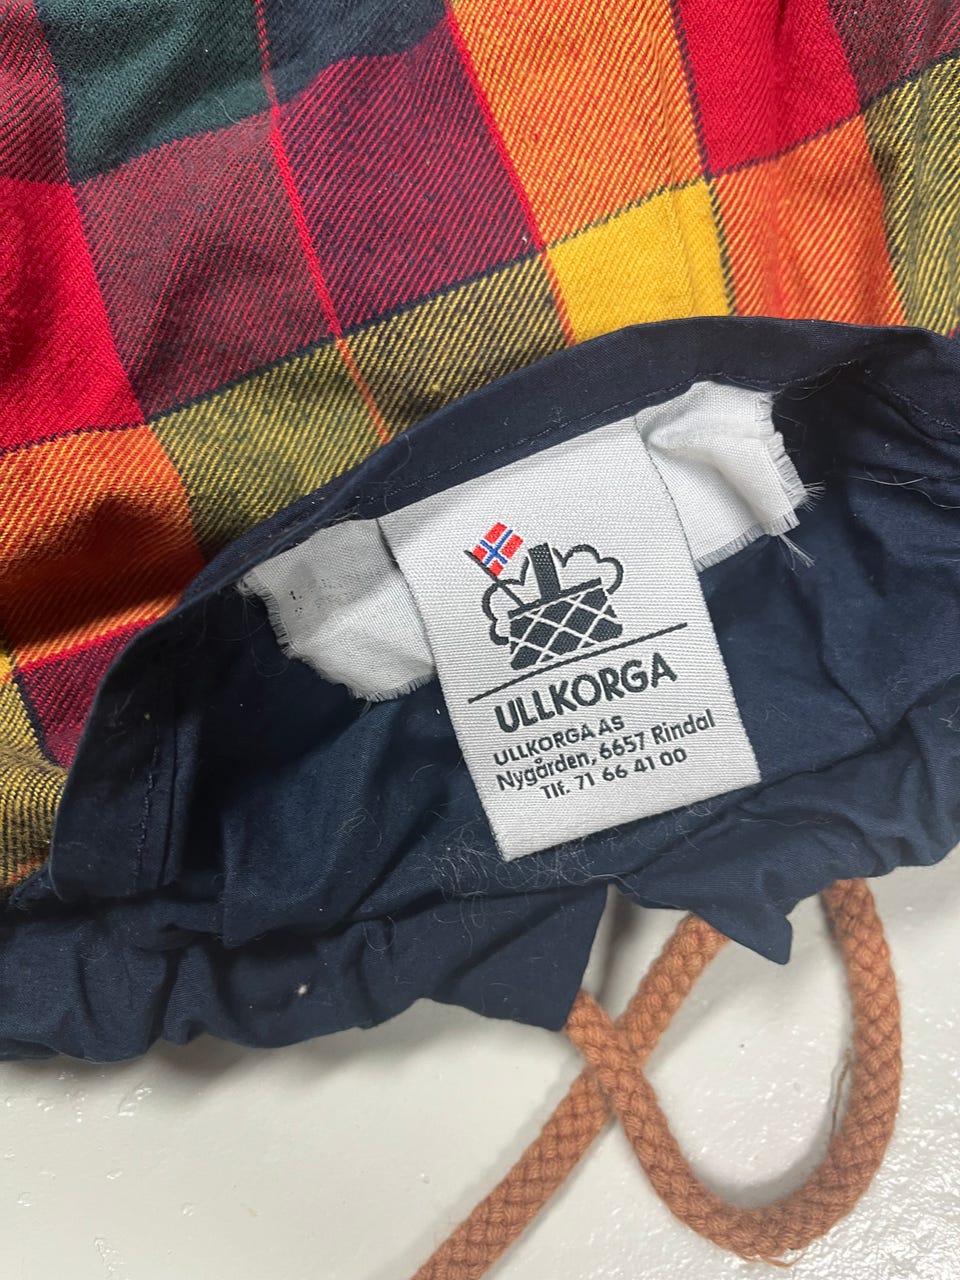 ULLKORGA
ULLKORGA AS
Nygården, 6657 Rindal
Tlf. 71 66 41 00